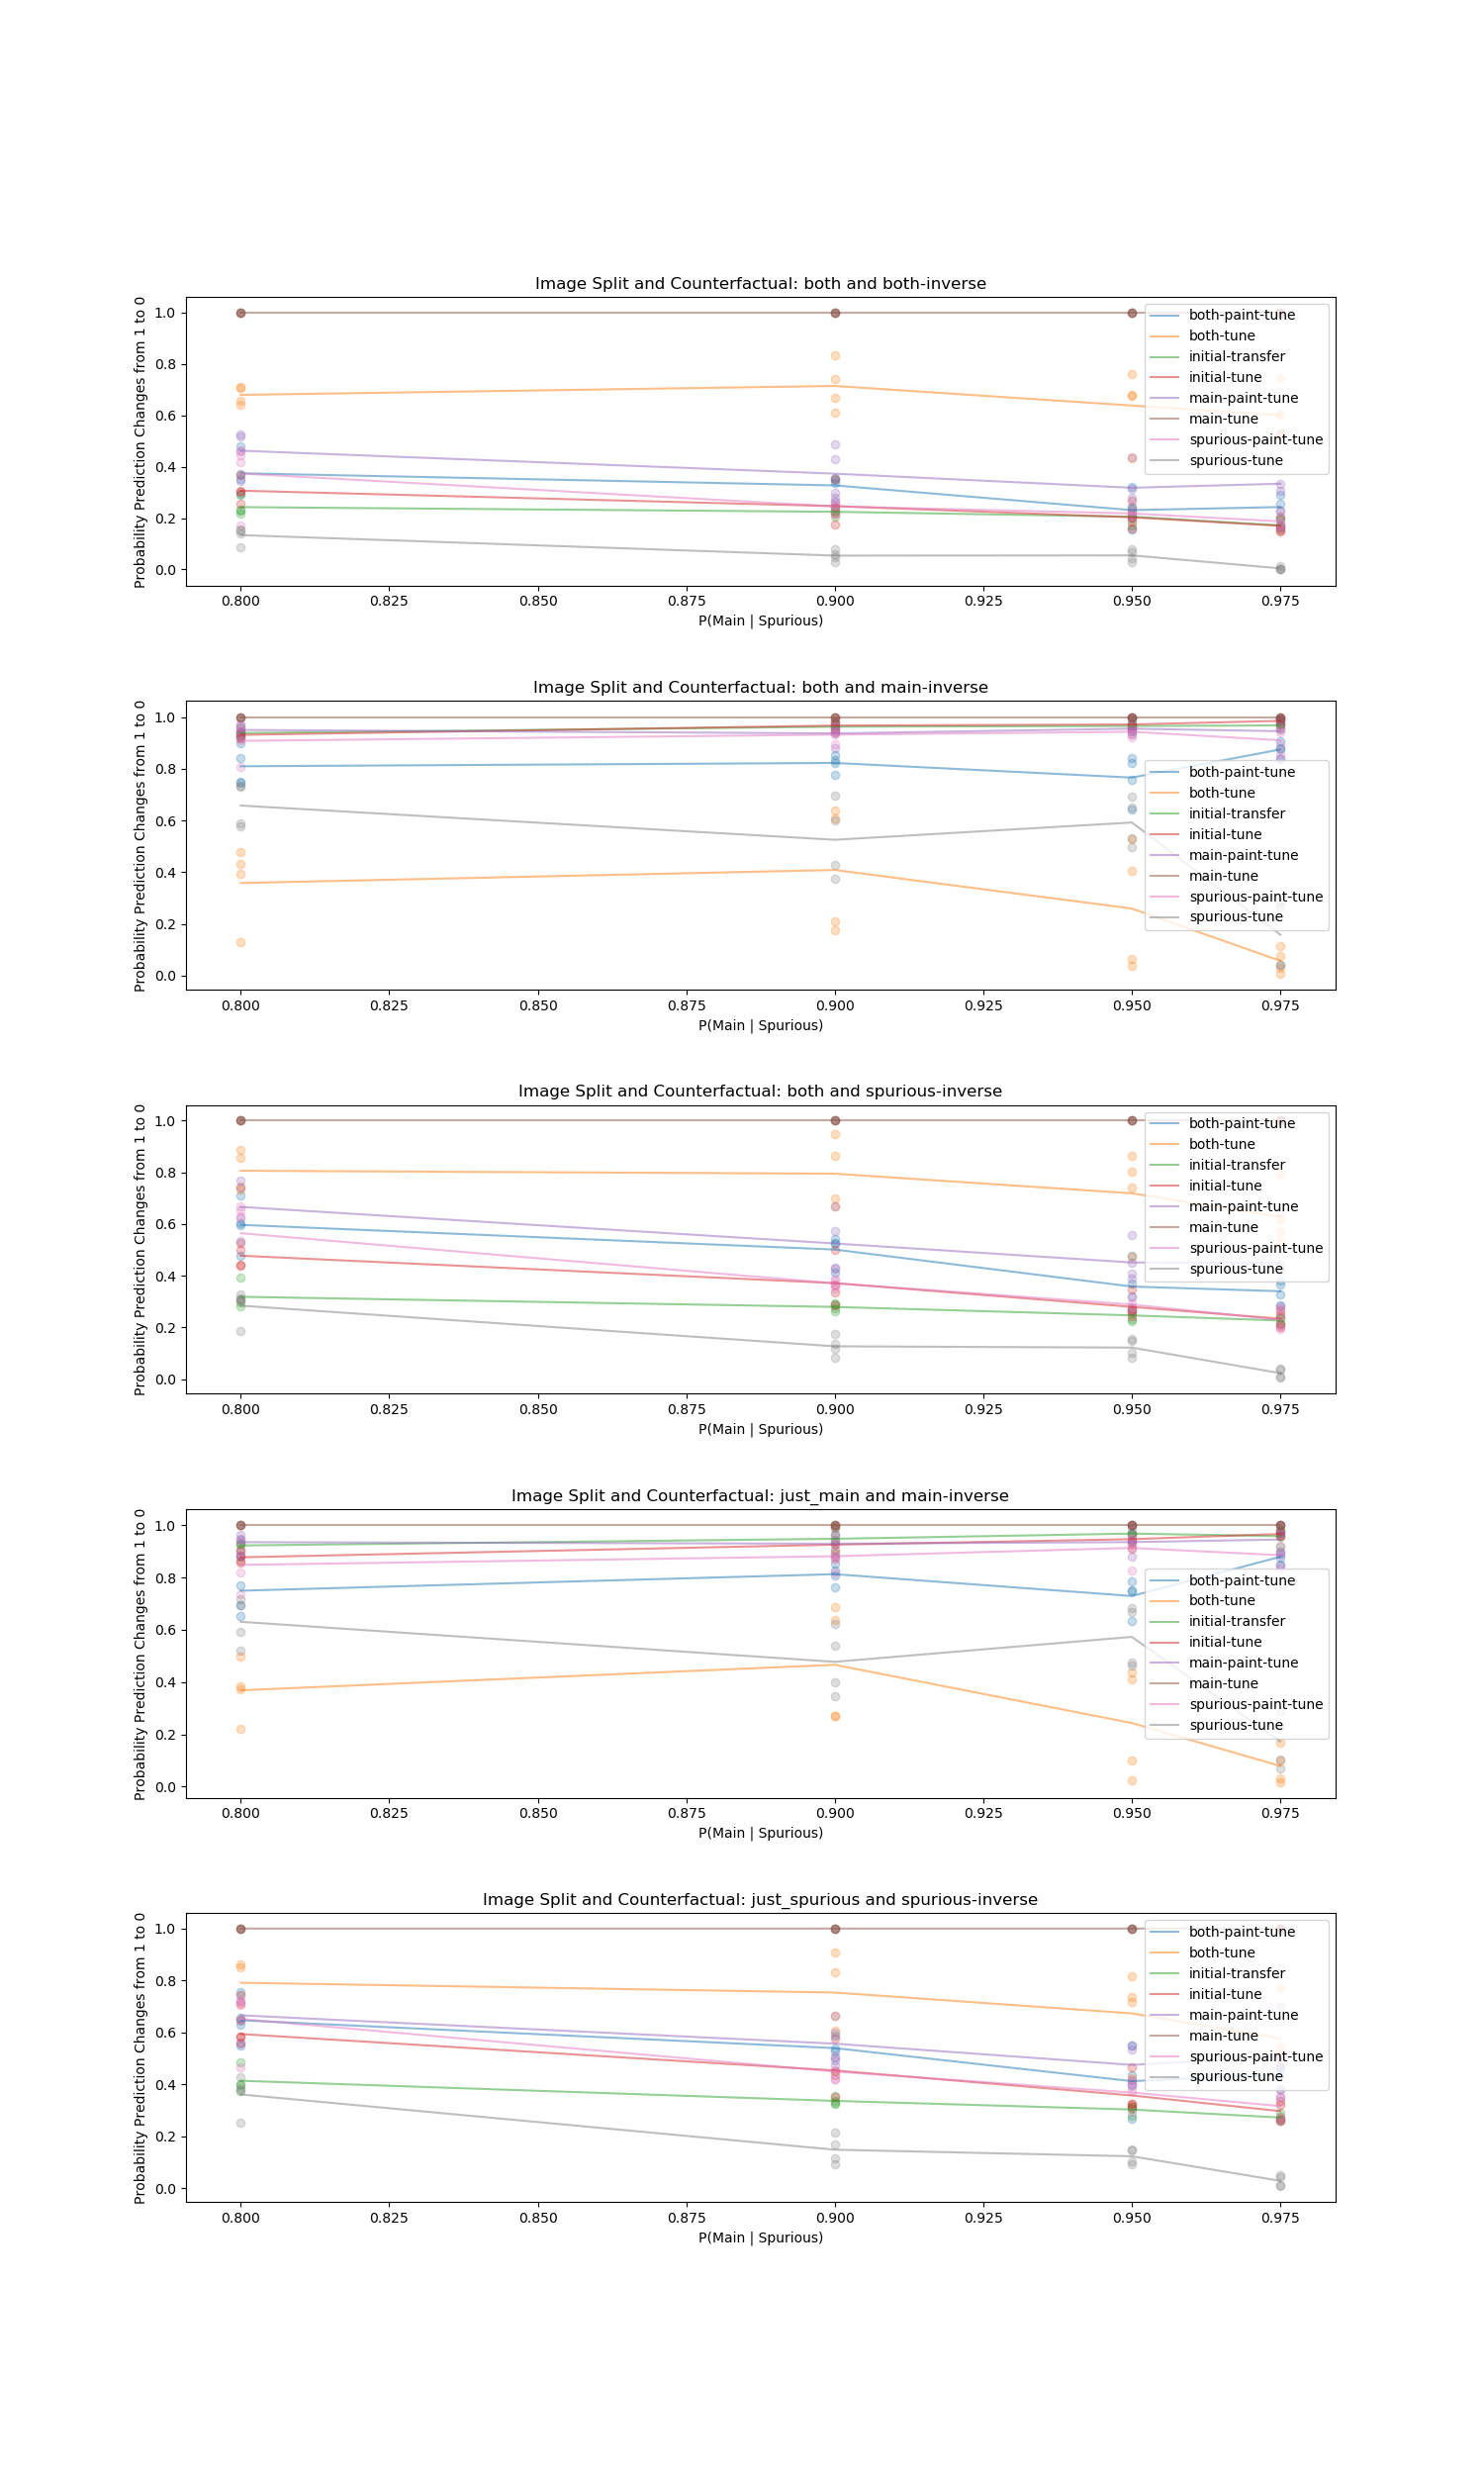 Image Split and Counterfactual: both and both-inverse
Probability Prediction Changes from 1 to 0
1.0
0.8
0.6
0.4
0.2
0.0
both-paint-tune
both-tune
initial-transfer
initial-tune
main-paint-tune
main-tune
spurious-paint-tune
spurious-tune
0.800 0.825 0.850 0.875 0.900 0.925 0.950 0.975
P(Main | Spurious)
Image Split and Counterfactual: both and main-inverse
Probability Prediction Changes from 1 to 0
1.0
0.8
0.6
0.4
0.2
0.0
both-paint-tune
both-tune
initial-transfer
initial-tune
main-paint-tune
main-tune
spurious-paint-tune
spurious-tune
0.800 0.825 0.850 0.875 0.900 0.925 0.950 0.975
P(Main | Spurious)
Image Split and Counterfactual: both and spurious-inverse
Probability Prediction Changes from 1 to 0
1.0
0.8
0.6
0.4
0.2
0.0
both-paint-tune
both-tune
initial-transfer
initial-tune
main-paint-tune
main-tune
spurious-paint-tune
spurious-tune
0.800 0.825 0.850 0.875 0.900 0.925 0.950 0.975
P(Main | Spurious)
Image Split and Counterfactual: just_main and main-inverse
Probability Prediction Changes from 1 to 0
1.0
0.8
0.6
0.4
0.2
0.0
both-paint-tune
both-tune
initial-transfer
initial-tune
main-paint-tune
main-tune
spurious-paint-tune
spurious-tune
0.800 0.825 0.850 0.875 0.900 0.925 0.950 0.975
P(Main | Spurious)
Image Split and Counterfactual: just_spurious and spurious-inverse
Probability Prediction Changes from 1 to 0
1.0
0.8
0.6
0.4
0.2
0.0
both-paint-tune
both-tune
initial-transfer
initial-tune
main-paint-tune
main-tune
spurious-paint-tune
spurious-tune
0.800 0.825 0.850 0.875 0.900 0.925 0.950 0.975
P(Main | Spurious)